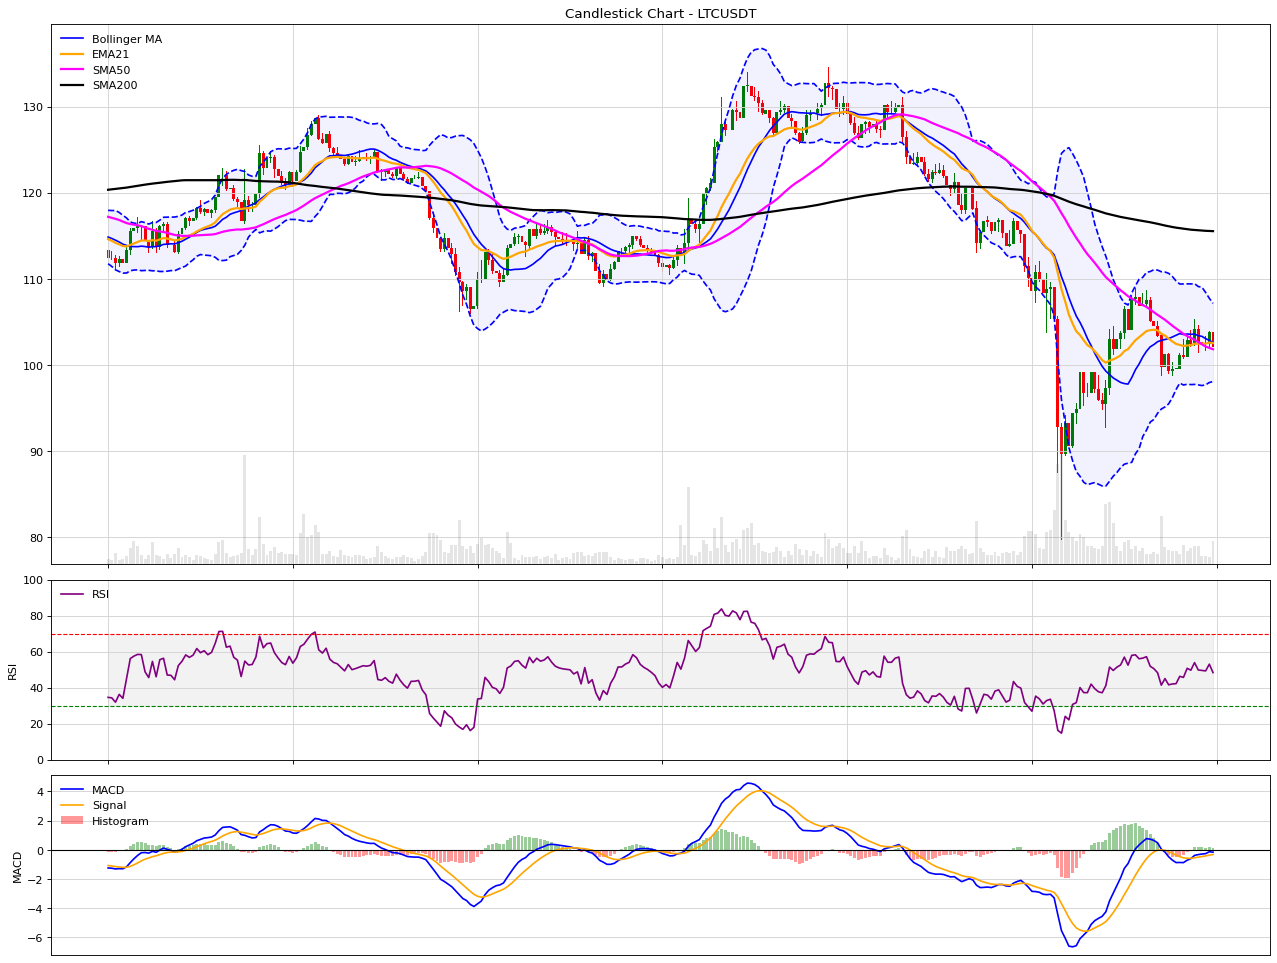 Candlestick Chart - LTCUSDT
Bollinger MA
EMA21
SMA50
SMA200
130
120
110
100
90
80
RSI
100
80
60
40
20
0
RSI
MACD
Signal
Histogram
4
2
0
−2
−4
−6
MACD